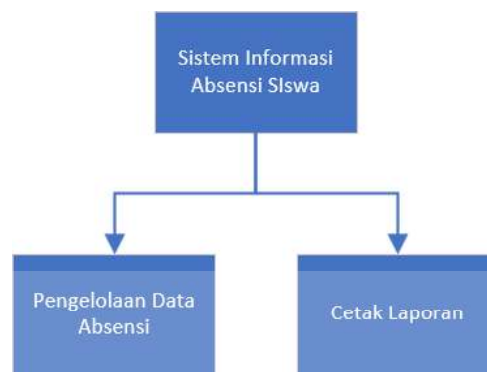 Sistem Informasi
Absensi SIswa
Pengelolaan Data
Absensi
Cetak Laporan